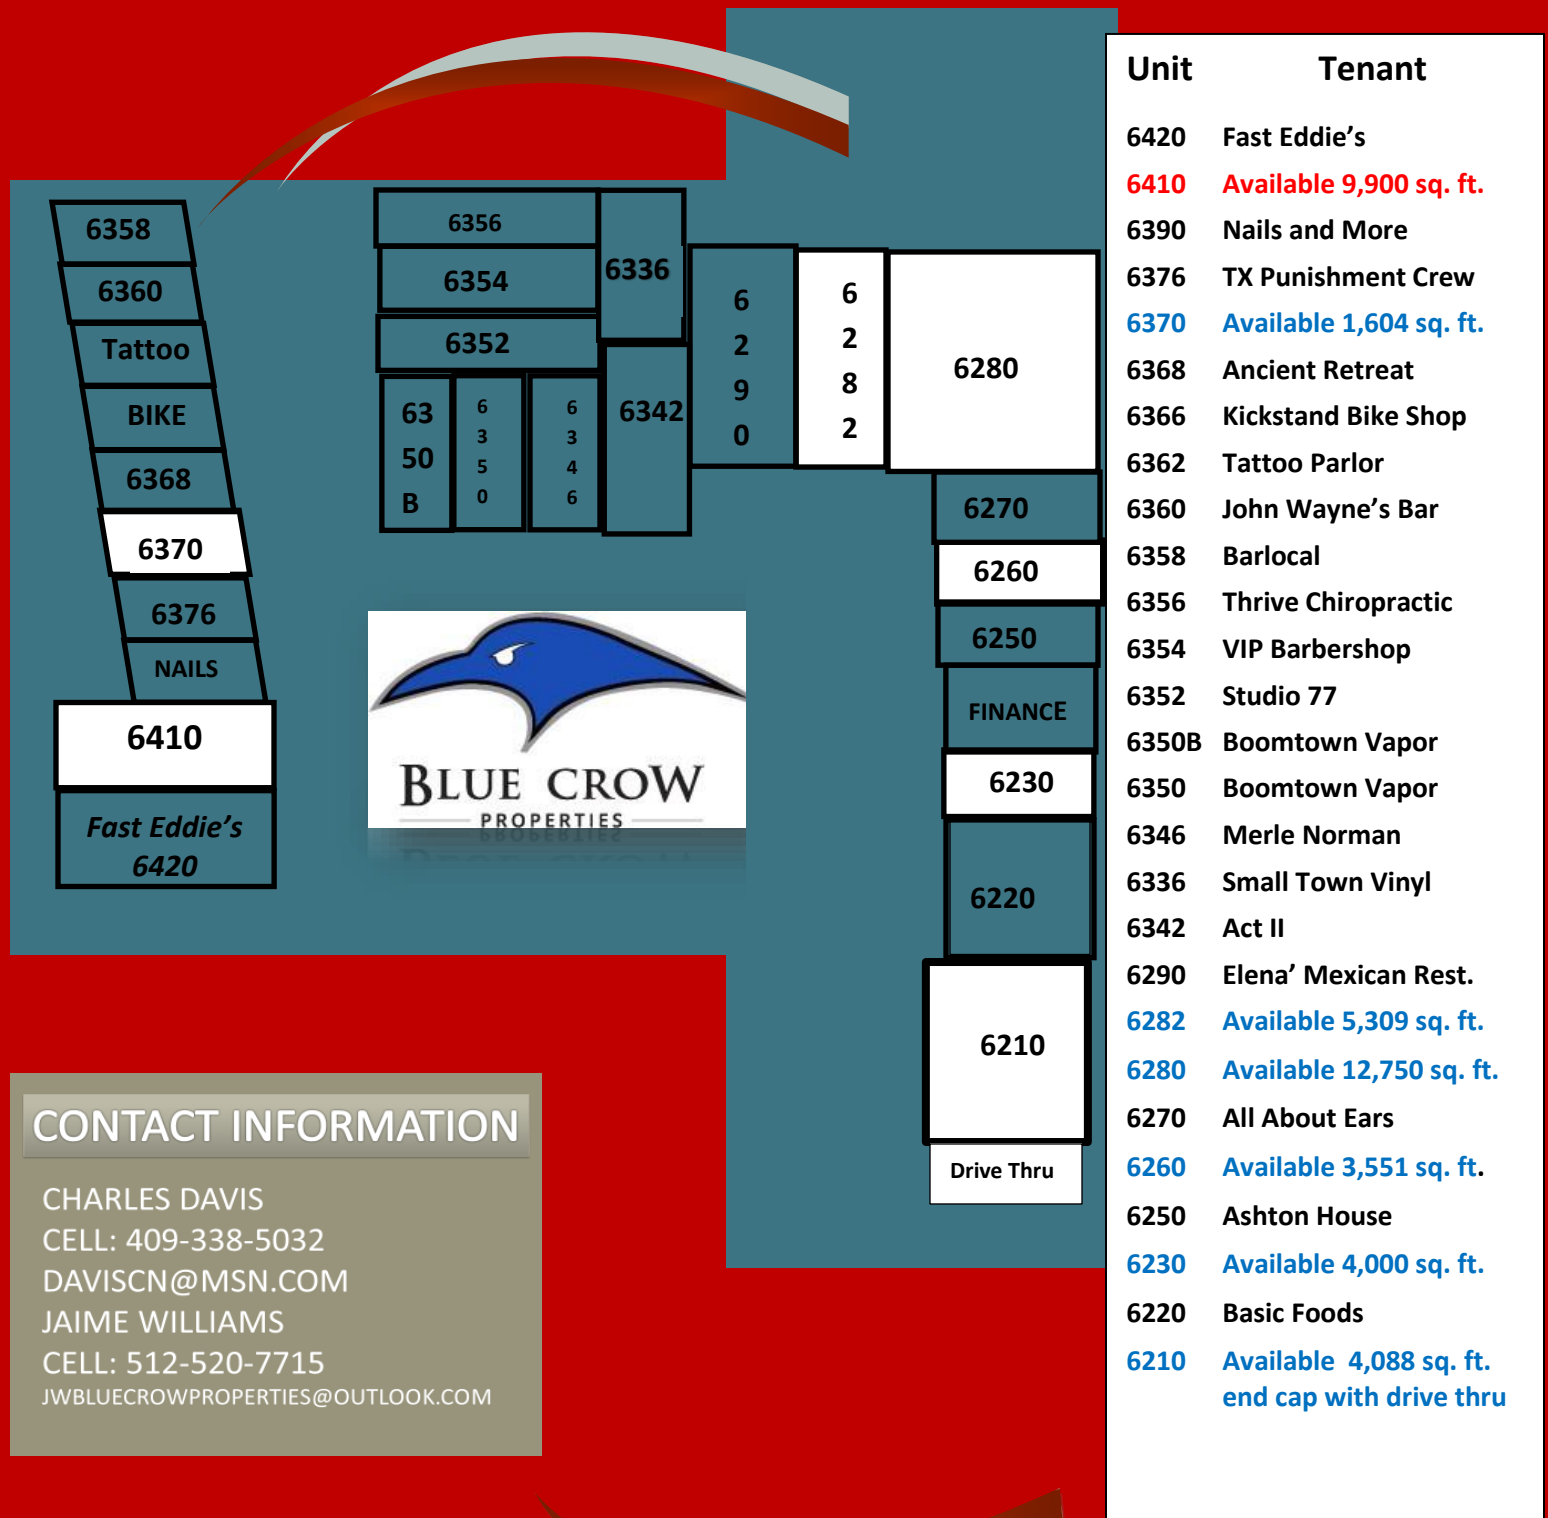 6358
6360
Tattoo
BIKE
6368
6370
6376
NAILS
6410
Fast Eddie's
6420
6356
6354
6352
63
50
B
6
3
5
0
6
3
4
6
6336
6342
6
2
9
0
6
2
8
2
6280
6270
6260
6250
FINANCE
6230
6220
6210
Drive Thru
BLUE CROW
PROPERTIES
CONTACT INFORMATION
CHARLES DAVIS
CELL: 409-338-5032
DAVISCN@MSN.COM
JAIME WILLIAMS
CELL: 512-520-7715
JWBLUECROWPROPERTIES@OUTLOOK.COM
Unit Tenant
6420 Fast Eddie’s
6410 Available 9,900 sq. ft.
6390 Nails and More
6376 TX Punishment Crew
6370 Available 1,604 sq. ft.
6368 Ancient Retreat
6366 Kickstand Bike Shop
6362 Tattoo Parlor
6360 John Wayne’s Bar
6358 Barlocal
6356 Thrive Chiropractic
6354 VIP Barbershop
6352 Studio 77
6350B Boomtown Vapor
6350 Boomtown Vapor
6346 Merle Norman
6336 Small Town Vinyl
6342 Act II
6290 Elena’ Mexican Rest.
6282 Available 5,309 sq. ft.
6280 Available 12,750 sq. ft.
6270 All About Ears
6260 Available 3,551 sq. ft.
6250 Ashton House
6230 Available 4,000 sq. ft.
6220 Basic Foods
6210 Available 4,088 sq. ft.
end cap with drive thru